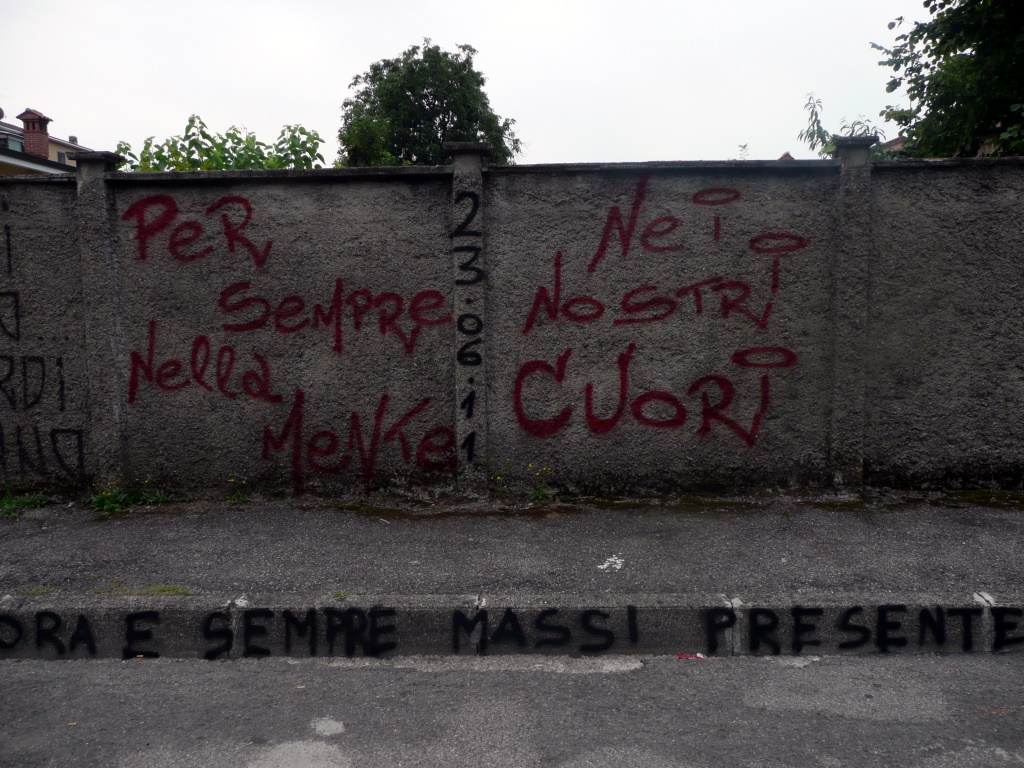 Per
sempre
Nella
Mente
23.06.11
Nei
Nostri
Cuori
ORA E SEMPRE MASSI PRESENTE